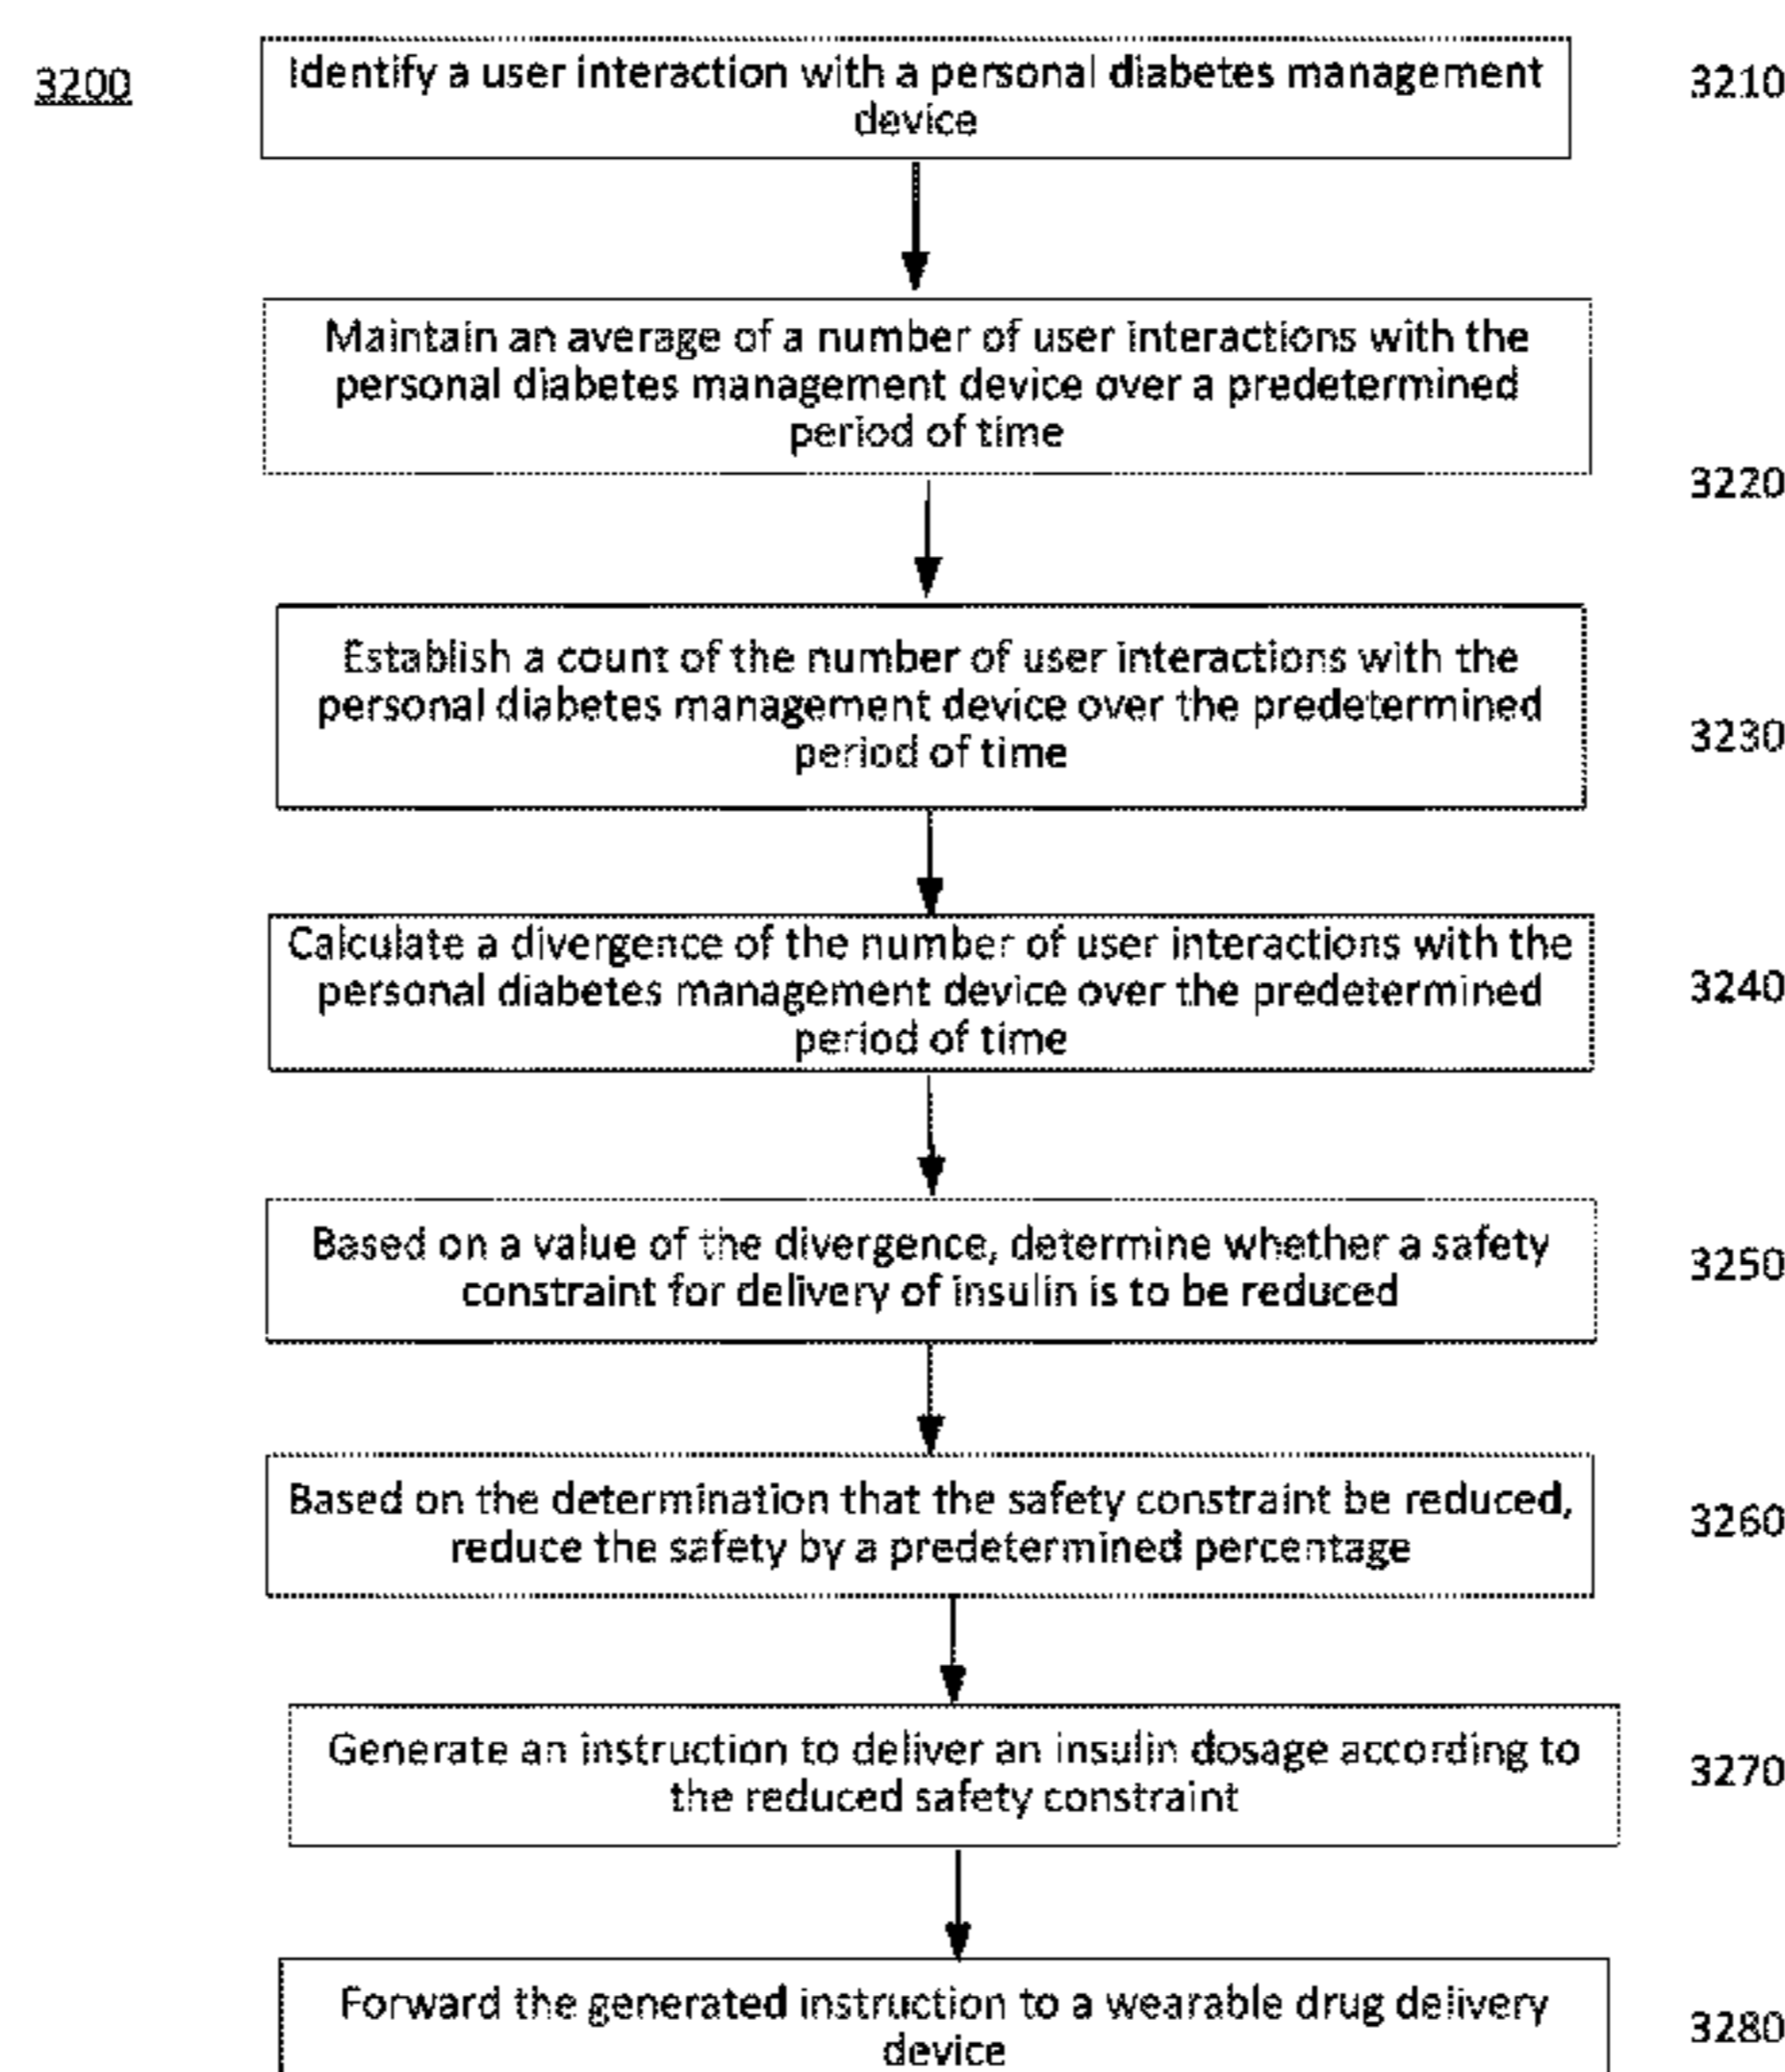 3200
Identify a user interaction with a personal diabetes management
device
3210
Maintain an average of a number of user interactions with the
personal diabetes management device over a predetermined
period of time
3220
Establish a count of the number of user interactions with the
personal diabetes management device over the predetermined
period of time
3230
Calculate a divergence of the number of user interactions with the
personal diabetes management device over the predetermined
period of time
3240
Based on a value of the divergence, determine whether a safety
constraint for delivery of insulin is to be reduced
3250
Based on the determination that the safety constraint be reduced,
reduce the safety by a predetermined percentage
3260
Generate an instruction to deliver an insulin dosage according to
the reduced safety constraint
3270
Forward the generated instruction to a wearable drug delivery
device
3280